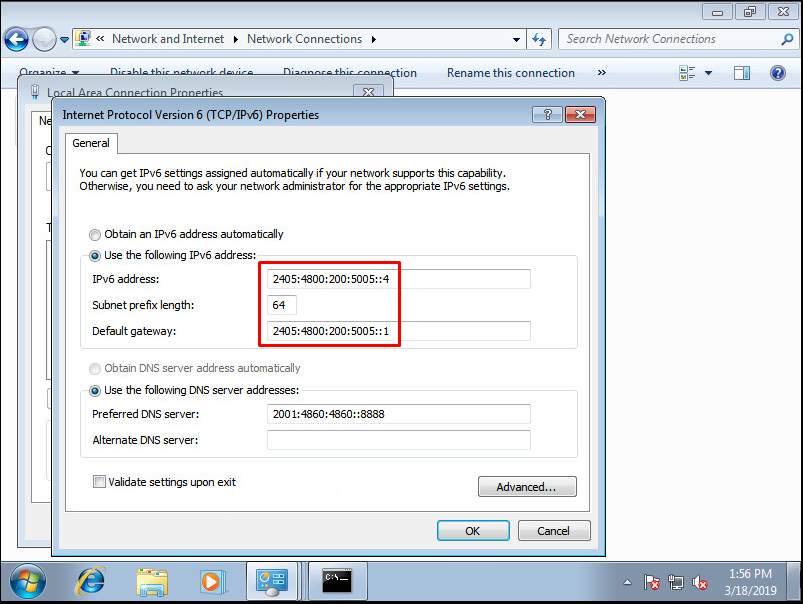 « Network and Internet Network Connections
Search Network Connections
Organize Disable this network device Diagnose this connection Rename this connection »
Local Area Connection Properties
Internet Protocol Version 6 (TCP/IPv6) Properties
General
You can get IPv6 settings assigned automatically if your network supports this capability.
Otherwise, you need to ask your network administrator for the appropriate IPv6 settings.
Obtain an IPv6 address automatically
Use the following IPv6 address:
IPv6 address: 2405:4800:200:5005::4
Subnet prefix length: 64
Default gateway: 2405:4800:200:5005::1
Obtain DNS server address automatically
Use the following DNS server addresses:
Preferred DNS server: 2001:4860:4860::8888
Alternate DNS server:
Validate settings upon exit
Advanced...
OK Cancel
C:\.
1:56 PM
3/18/2019